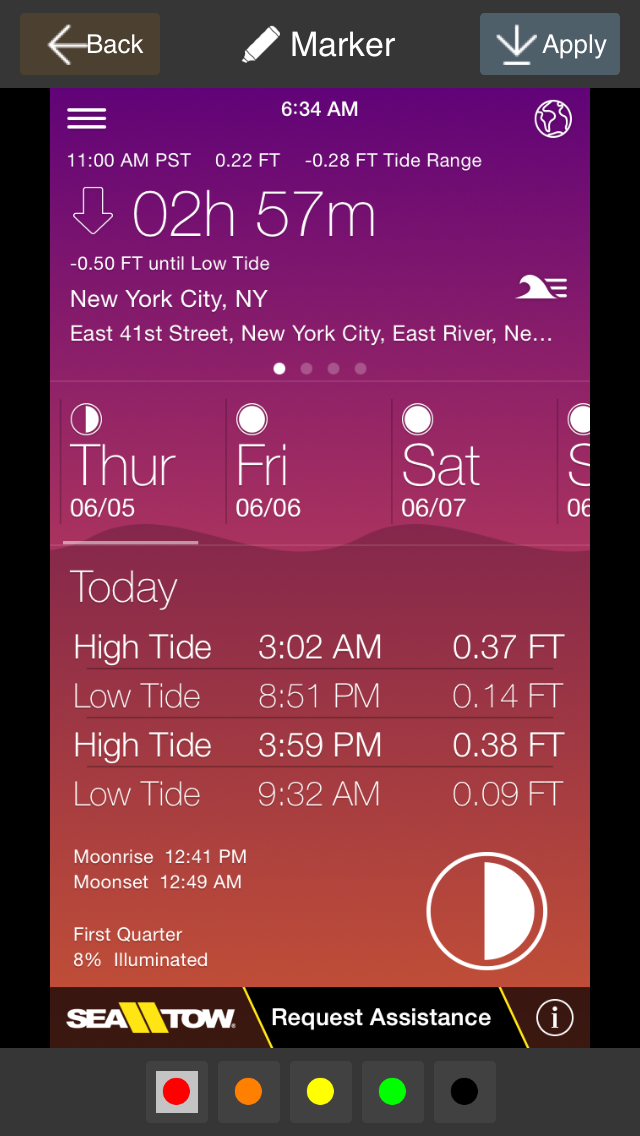 Back Marker Apply
6:34 AM
11:00 AM PST 0.22 FT -0.28 FT Tide Range
02h 57m
-0.50 FT until Low Tide
New York City, NY
East 41st Street, New York City, East River, Ne...
Thur Fri Sat S
06/05 06/06 06/07 06
Today
High Tide 3:02 AM 0.37 FT
Low Tide 8:51 PM 0.14 FT
High Tide 3:59 PM 0.38 FT
Low Tide 9:32 AM 0.09 FT
Moonrise 12:41 PM
Moonset 12:49 AM
First Quarter
8% Illuminated
SEA TOW Request Assistance i